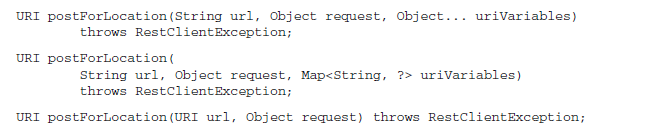 URI postForLocation(String url, Object request, Object... uriVariables)
        throws RestClientException;
URI postForLocation(
        String url, Object request, Map<String, ?> uriVariables)
        throws RestClientException;
URI postForLocation(URI url, Object request) throws RestClientException;